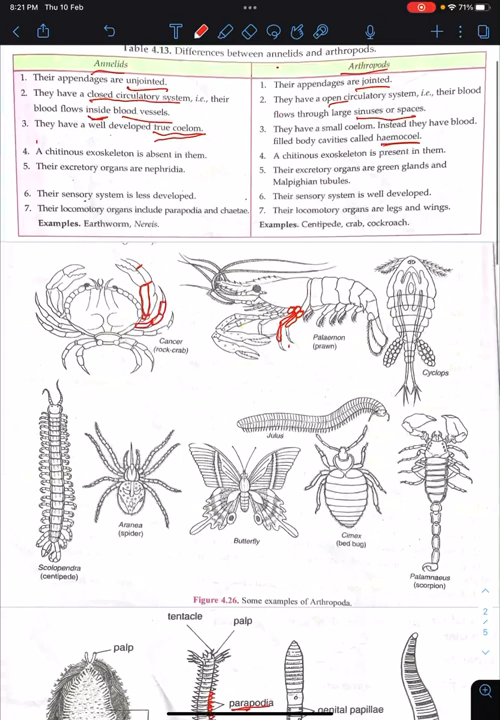 8:21 PM Thu 10 Feb
71%
Table 4.13. Differences between annelids and arthropods.
Annelids
1. Their appendages are unjointed.
2. They have a closed circulatory system, i.e., their
blood flows inside blood vessels.
3. They have a well developed true coelom.
4. A chitinous exoskeleton is absent in them.
5. Their excretory organs are nephridia.
6. Their sensory system is less developed.
7. Their locomotory organs include parapodia and chaetae.
Examples. Earthworm, Nereis.
Arthropods
1. Their appendages are jointed.
2. They have a open circulatory system, i.e., their blood
flows through large sinuses or spaces.
3. They have a small coelom. Instead they have blood.
filled body cavities called haemocoel.
4. A chitinous exoskeleton is present in them.
5. Their excretory organs are green glands and
Malpighian tubules.
6. Their sensory system is well developed.
7. Their locomotory organs are legs and wings.
Examples. Centipede, crab, cockroach.
Cancer
(rock-crab)
Palaemon
(prawn)
Cyclops
Julus
Scolopendra
(centipede)
Aranea
(spider)
Butterfly
Cimex
(bed bug)
Palamnaeus
(scorpion)
Figure 4.26. Some examples of Arthropoda.
2
/
5
tentacle
palp
palp
parapodia
genital papillae